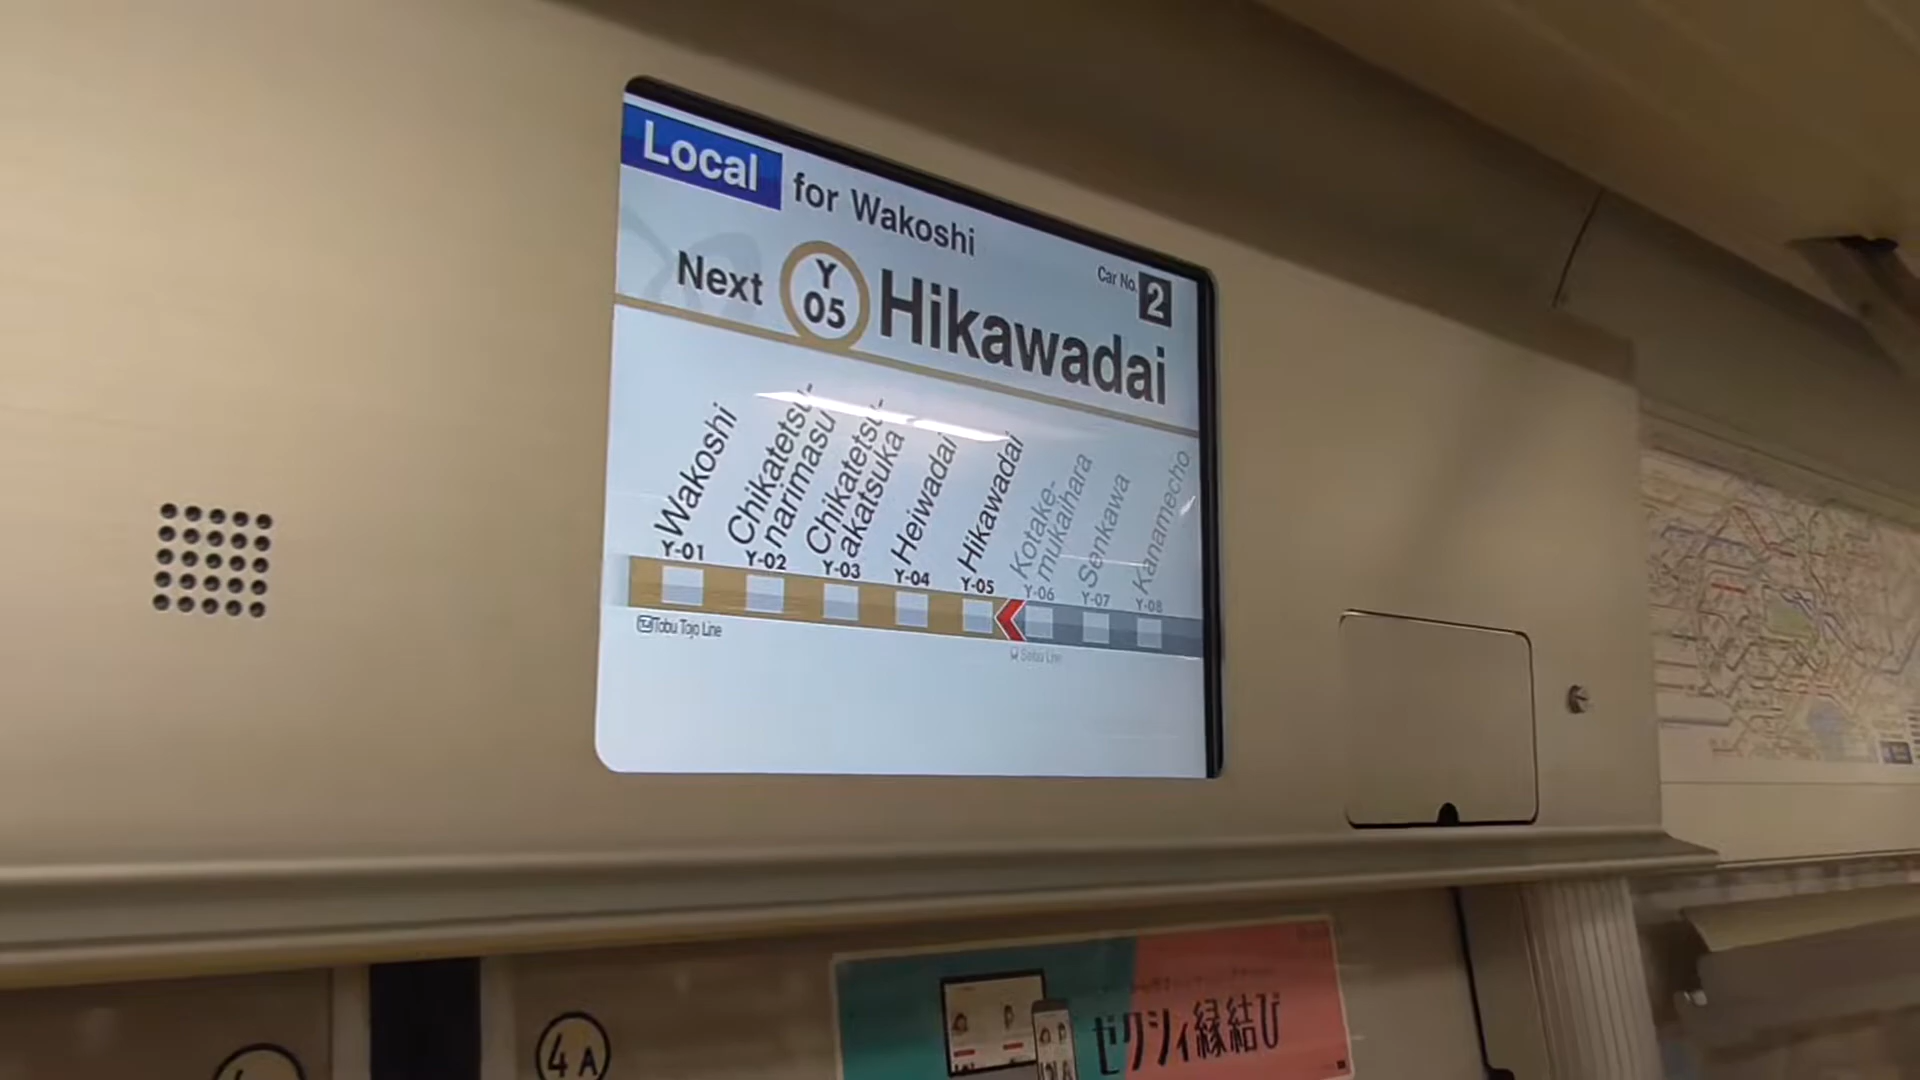 Local for Wakoshi
Car No. 2
Next Y 05 Hikawadai
Wakoshi
Chikatetsu-
narimasu
Chikatetsu-
akatsuka
Heiwadai
Hikawadai
Kotake-
mukaihara
Senkawa
Kanamecho
Y-01 Y-02 Y-03 Y-04 Y-05 Y-06 Y-07 Y-08
Tobu Tojo Line
Seibu Line
4A
ゼクシィ縁結び